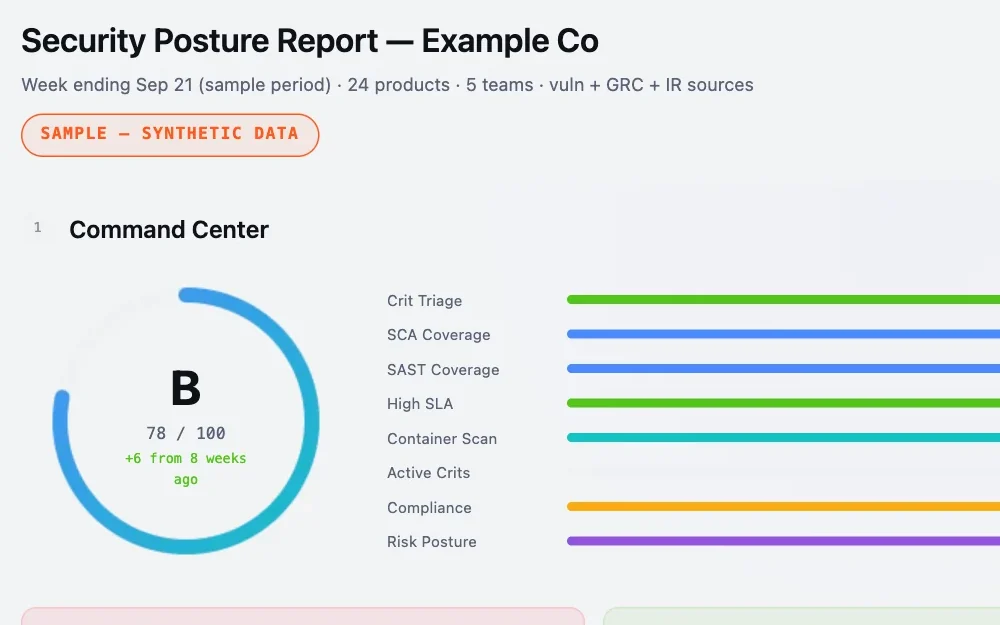 Security Posture Report — Example Co
Week ending Sep 21 (sample period) · 24 products · 5 teams · vuln + GRC + IR sources
SAMPLE — SYNTHETIC DATA
1
Command Center
B
78 / 100
+6 from 8 weeks
ago
Crit Triage
SCA Coverage
SAST Coverage
High SLA
Container Scan
Active Crits
Compliance
Risk Posture